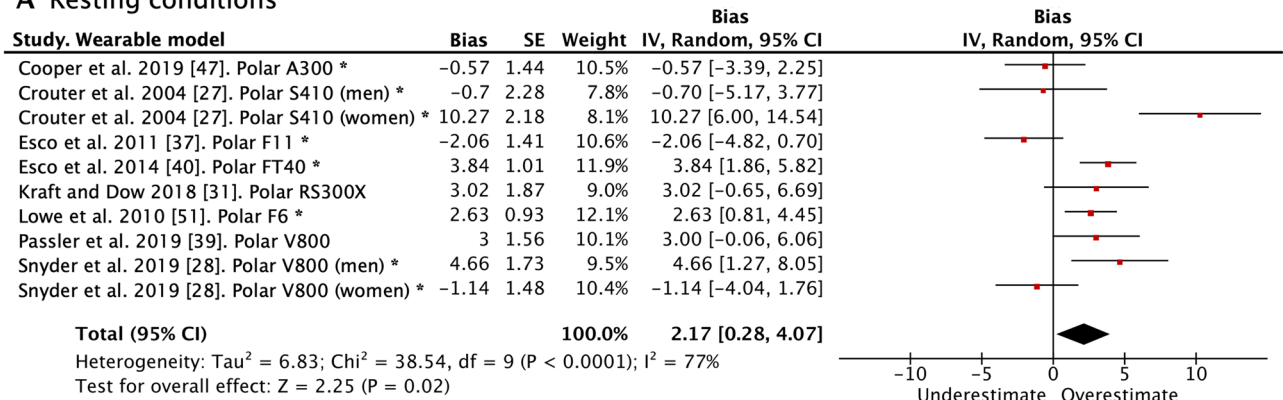 A Resting conditions
Bias Bias
Study. Wearable model Bias SE Weight IV, Random, 95% CI IV, Random, 95% CI
Cooper et al. 2019 [47]. Polar A300 * −0.57 1.44 10.5% −0.57 [−3.39, 2.25]
Crouter et al. 2004 [27]. Polar S410 (men) * −0.7 2.28 7.8% −0.70 [−5.17, 3.77]
Crouter et al. 2004 [27]. Polar S410 (women) * 10.27 2.18 8.1% 10.27 [6.00, 14.54]
Esco et al. 2011 [37]. Polar F11 * −2.06 1.41 10.6% −2.06 [−4.82, 0.70]
Esco et al. 2014 [40]. Polar FT40 * 3.84 1.01 11.9% 3.84 [1.86, 5.82]
Kraft and Dow 2018 [31]. Polar RS300X 3.02 1.87 9.0% 3.02 [−0.65, 6.69]
Lowe et al. 2010 [51]. Polar F6 * 2.63 0.93 12.1% 2.63 [0.81, 4.45]
Passler et al. 2019 [39]. Polar V800 3 1.56 10.1% 3.00 [−0.06, 6.06]
Snyder et al. 2019 [28]. Polar V800 (men) * 4.66 1.73 9.5% 4.66 [1.27, 8.05]
Snyder et al. 2019 [28]. Polar V800 (women) * −1.14 1.48 10.4% −1.14 [−4.04, 1.76]
Total (95% CI) 100.0% 2.17 [0.28, 4.07]
Heterogeneity: Tau² = 6.83; Chi² = 38.54, df = 9 (P < 0.0001); I² = 77%
Test for overall effect: Z = 2.25 (P = 0.02)
−10 −5 0 5 10
Underestimate Overestimate